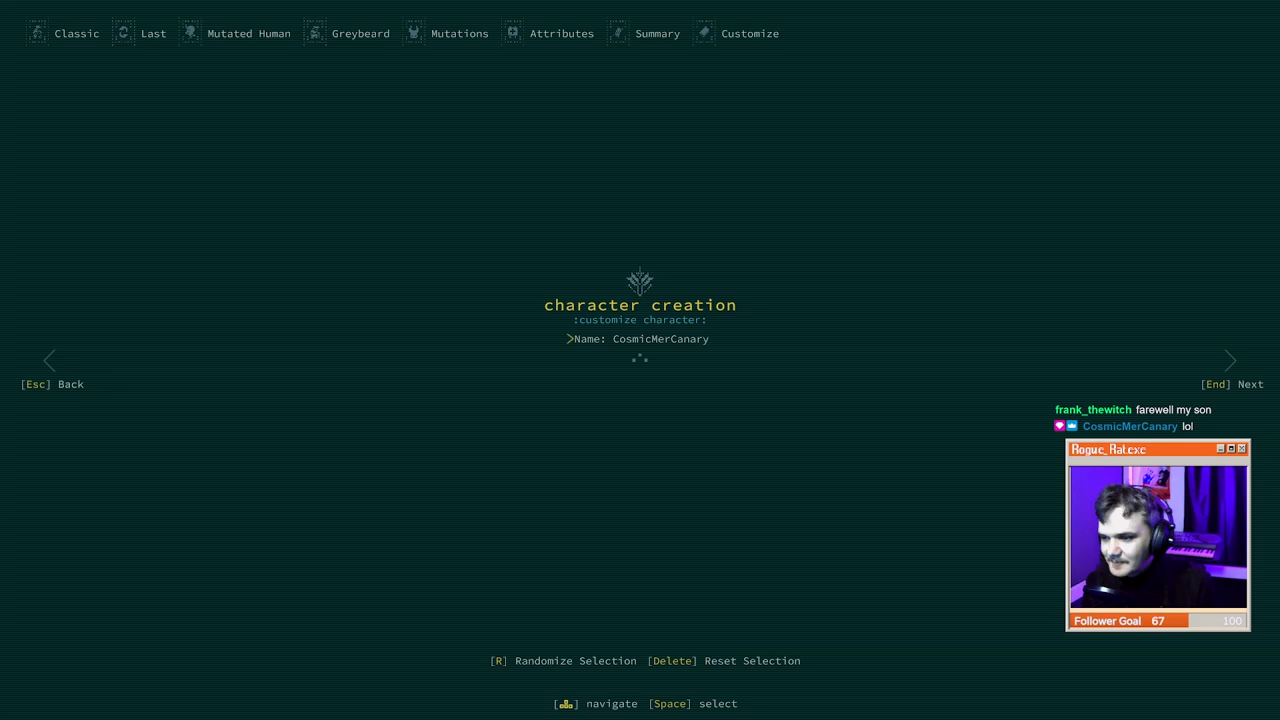 Classic Last Mutated Human Greybeard Mutations Attributes Summary Customize
character creation
:customize character:
>Name: CosmicMerCanary
[Esc] Back
[End] Next
frank_thewitch farewell my son
CosmicMerCanary lol
Rogue_Rat.exe
Follower Goal 67 100
[R] Randomize Selection [Delete] Reset Selection
[] navigate [Space] select